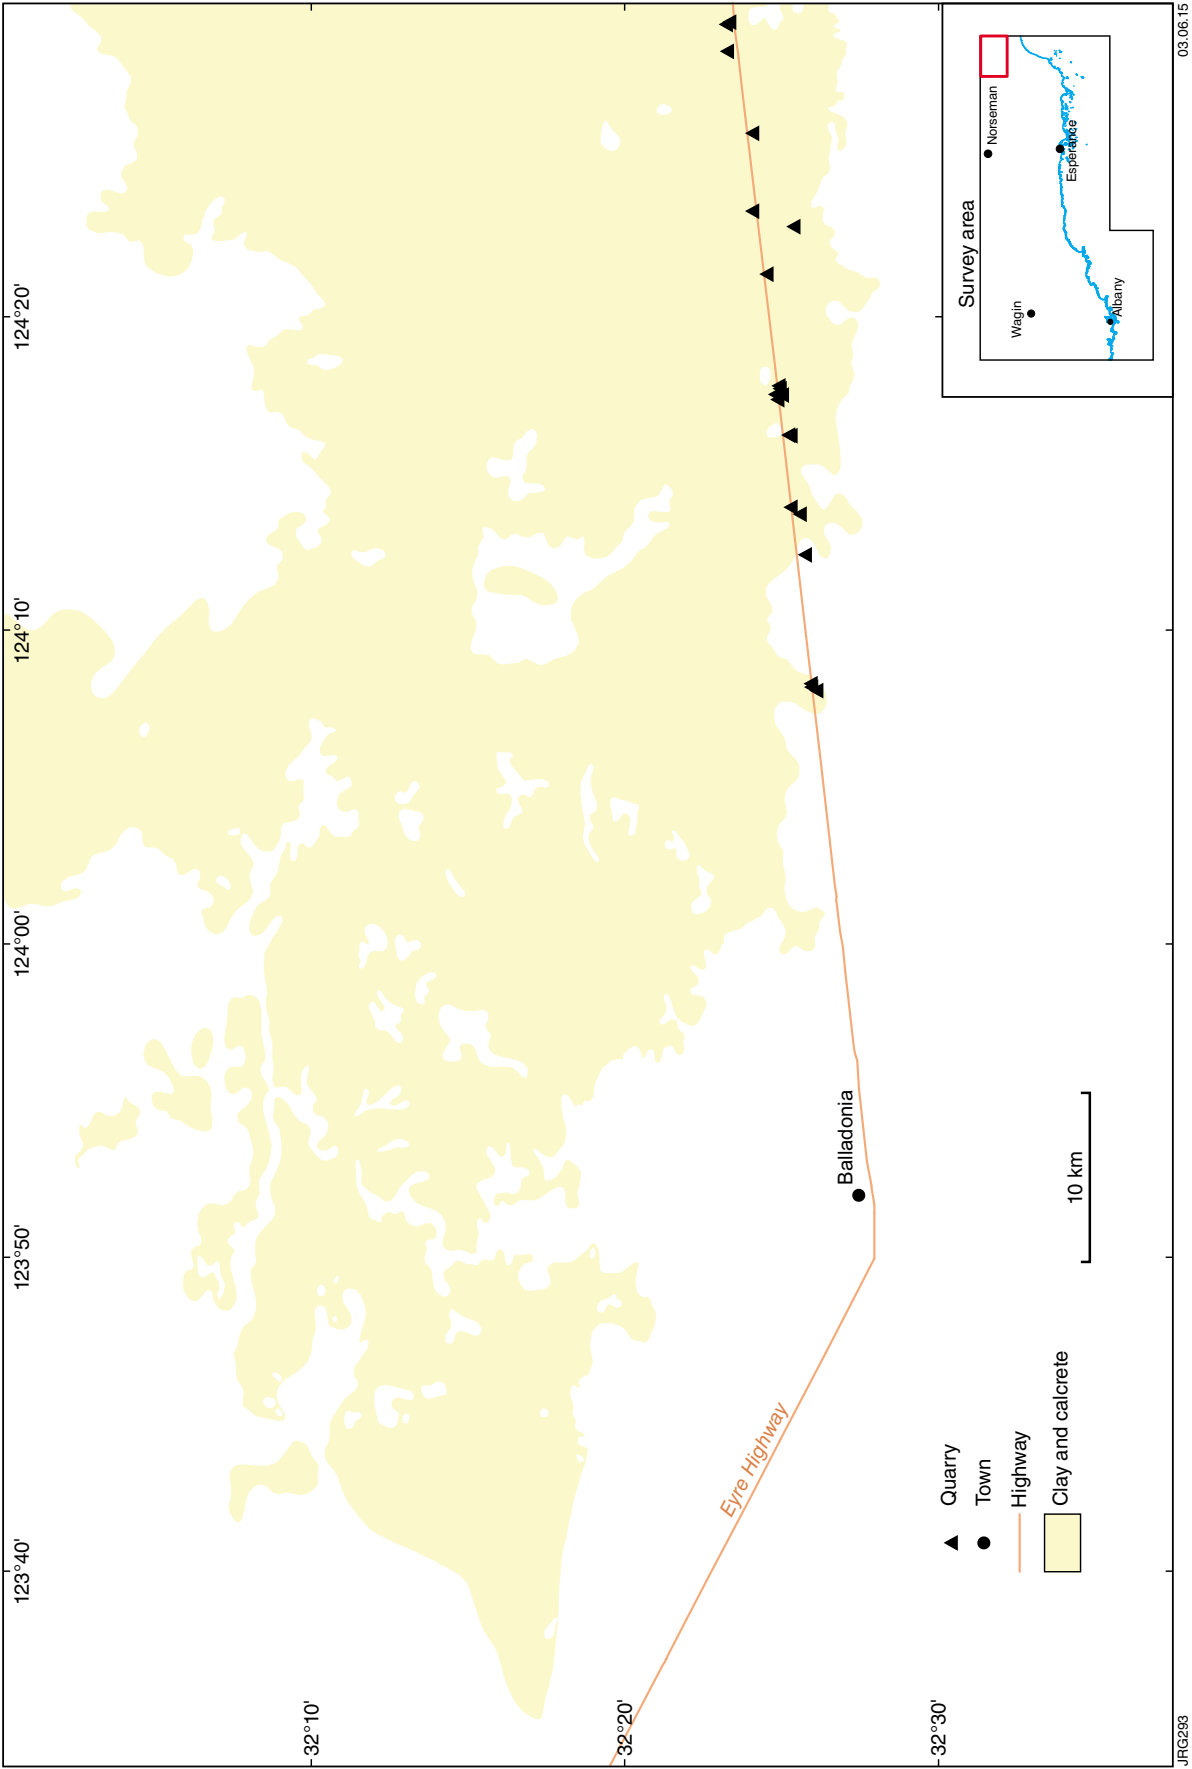 123°40'
123°50'
124°00'
124°10'
124°20'
32°10'
32°20'
32°30'
Eyre Highway
Balladonia
Quarry
Town
Highway
Clay and calcrete
10 km
Survey area
Norseman
Wagin
Esperance
Albany
JRG293
03.06.15